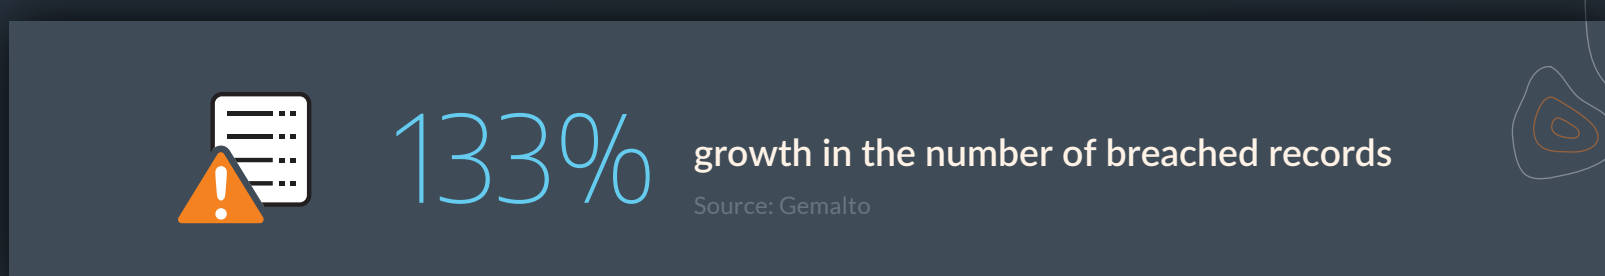 133%
growth in the number of breached records
Source: Gemalto